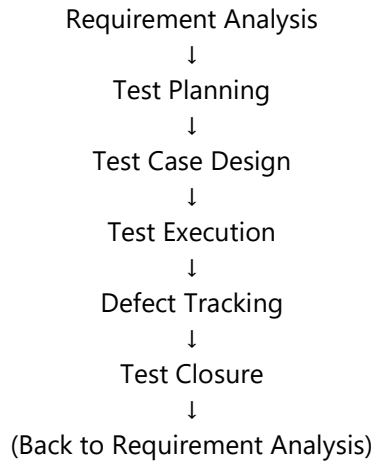 Requirement Analysis
↓
Test Planning
↓
Test Case Design
↓
Test Execution
↓
Defect Tracking
↓
Test Closure
↓
(Back to Requirement Analysis)